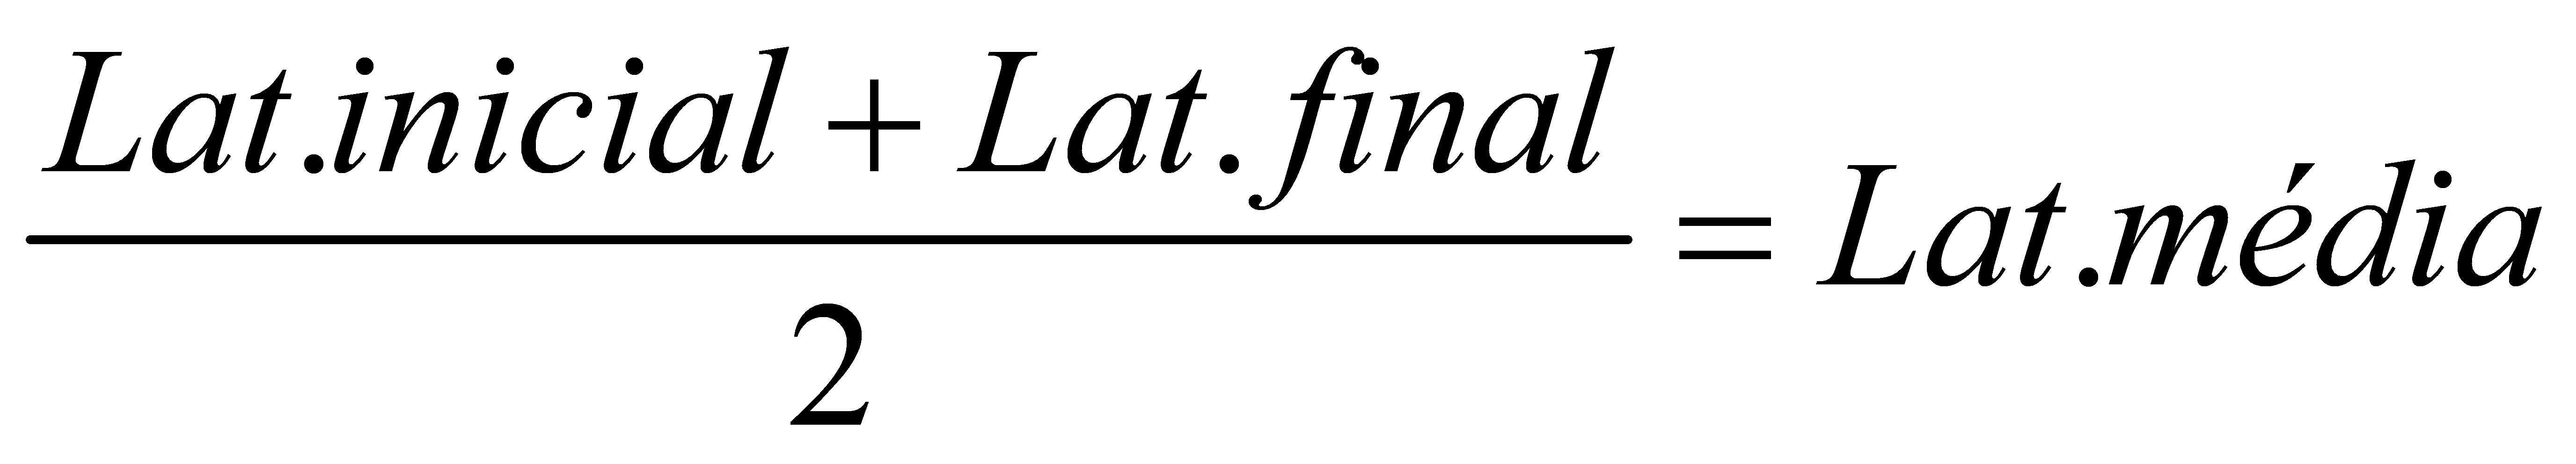 Lat.inicial + Lat.final
= Lat.média
2